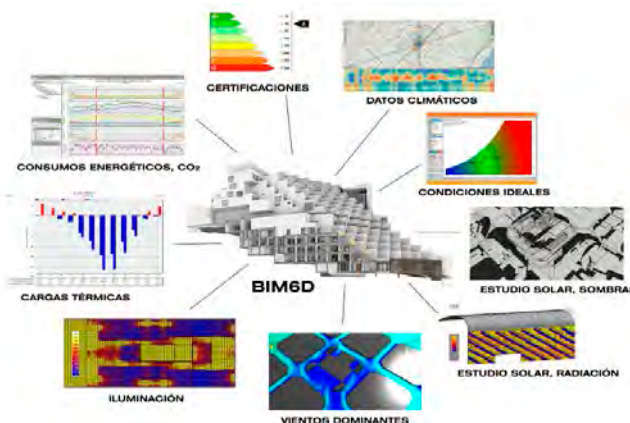 CERTIFICACIONES
DATOS CLIMÁTICOS
CONSUMOS ENERGÉTICOS, CO₂
CONDICIONES IDEALES
CARGAS TÉRMICAS
BIM6D
ESTUDIO SOLAR, SOMBRA
ESTUDIO SOLAR, RADIACIÓN
ILUMINACIÓN
VIENTOS DOMINANTES